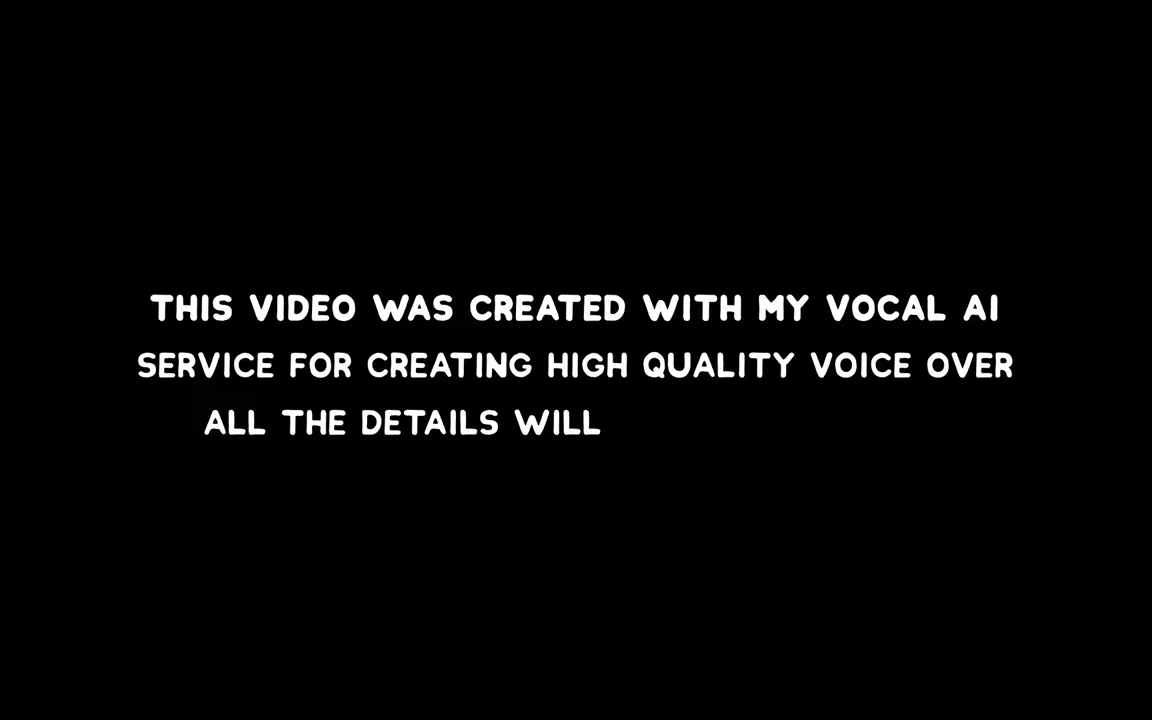 THIS VIDEO WAS CREATED WITH MY VOCAL AI
SERVICE FOR CREATING HIGH QUALITY VOICE OVER
ALL THE DETAILS WILL